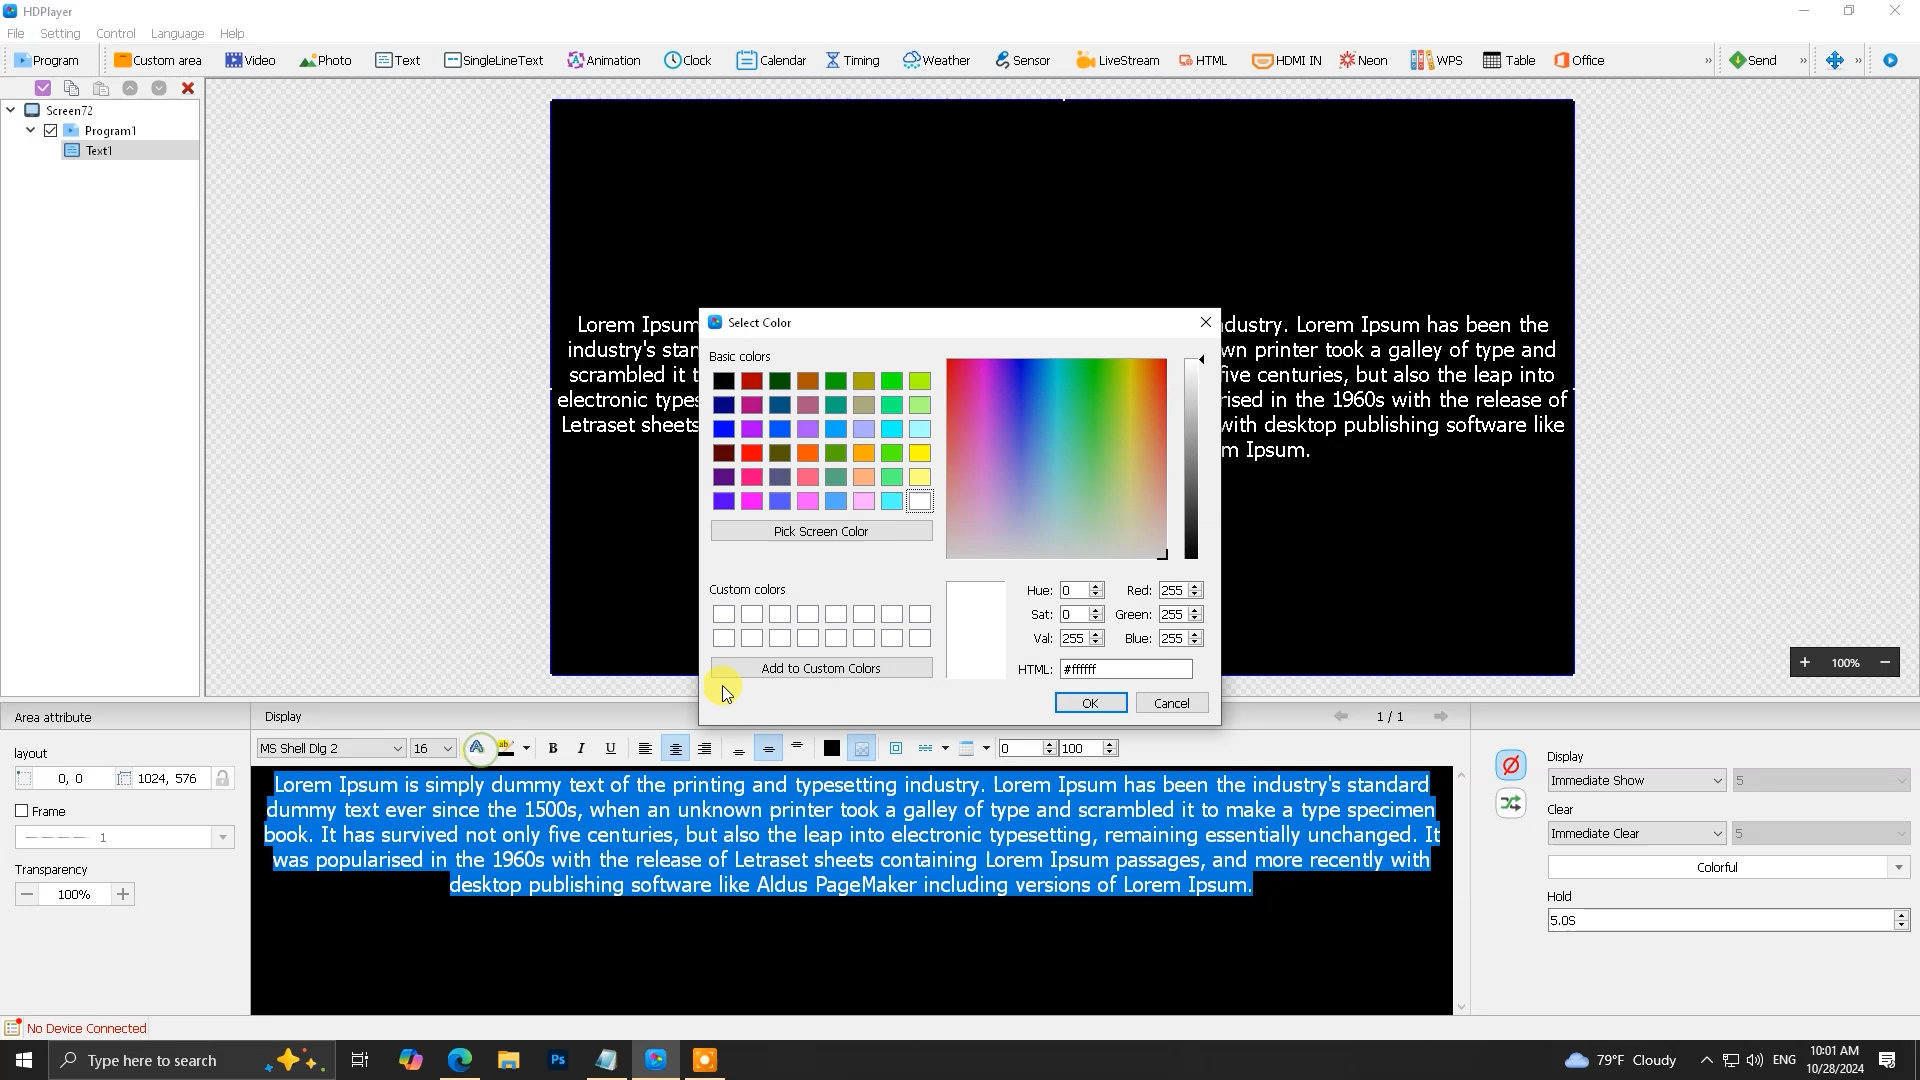 HDPlayer
File Setting Control Language Help
Program Custom area Video Photo Text SingleLineText Animation Clock Calendar Timing Weather Sensor LiveStream HTML HDMI IN Neon WPS Table Office » Send » »
Screen72
Program1
Text1
Lorem Ipsum dustry. Lorem Ipsum has been the
industry's stan wn printer took a galley of type and
scrambled it t five centuries, but also the leap into
electronic types rised in the 1960s with the release of
Letraset sheets with desktop publishing software like
m Ipsum.
Select Color
Basic colors
Pick Screen Color
Custom colors
Add to Custom Colors
Hue: 0 Red: 255
Sat: 0 Green: 255
Val: 255 Blue: 255
HTML: #ffffff
OK Cancel
+ 100% −
Area attribute
layout
0, 0 1024, 576
Frame
1
Transparency
− 100% +
Display 1 / 1
MS Shell Dlg 2 16 A ab B I U 0 100
Lorem Ipsum is simply dummy text of the printing and typesetting industry. Lorem Ipsum has been the industry's standard
dummy text ever since the 1500s, when an unknown printer took a galley of type and scrambled it to make a type specimen
book. It has survived not only five centuries, but also the leap into electronic typesetting, remaining essentially unchanged. It
was popularised in the 1960s with the release of Letraset sheets containing Lorem Ipsum passages, and more recently with
desktop publishing software like Aldus PageMaker including versions of Lorem Ipsum.
Display
Immediate Show 5
Clear
Immediate Clear 5
Colorful
Hold
5.0S
No Device Connected
Type here to search
Ps
79°F Cloudy ENG 10:01 AM
10/28/2024